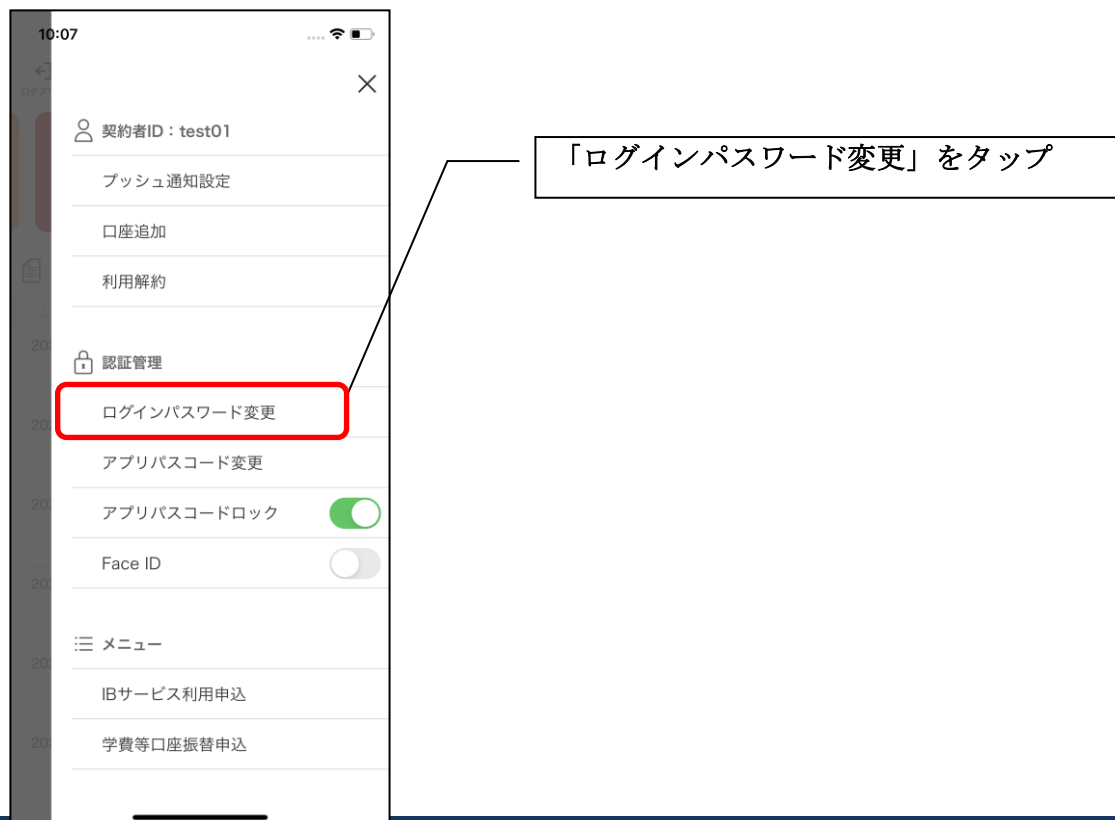 10:07
契約者ID：test01
プッシュ通知設定
口座追加
利用解約
認証管理
ログインパスワード変更
アプリパスコード変更
アプリパスコードロック
Face ID
メニュー
IBサービス利用申込
学費等口座振替申込
「ログインパスワード変更」をタップ